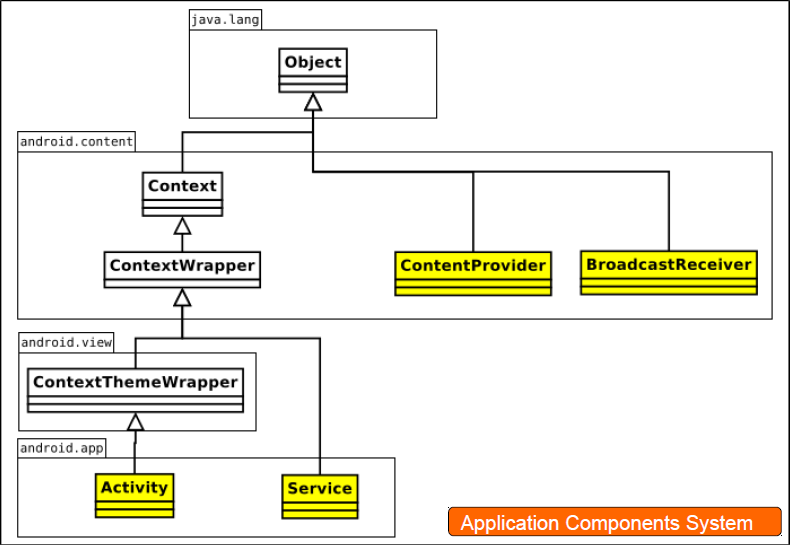 java.lang
Object
android.content
Context
ContextWrapper
ContentProvider
BroadcastReceiver
android.view
ContextThemeWrapper
android.app
Activity
Service
Application Components System